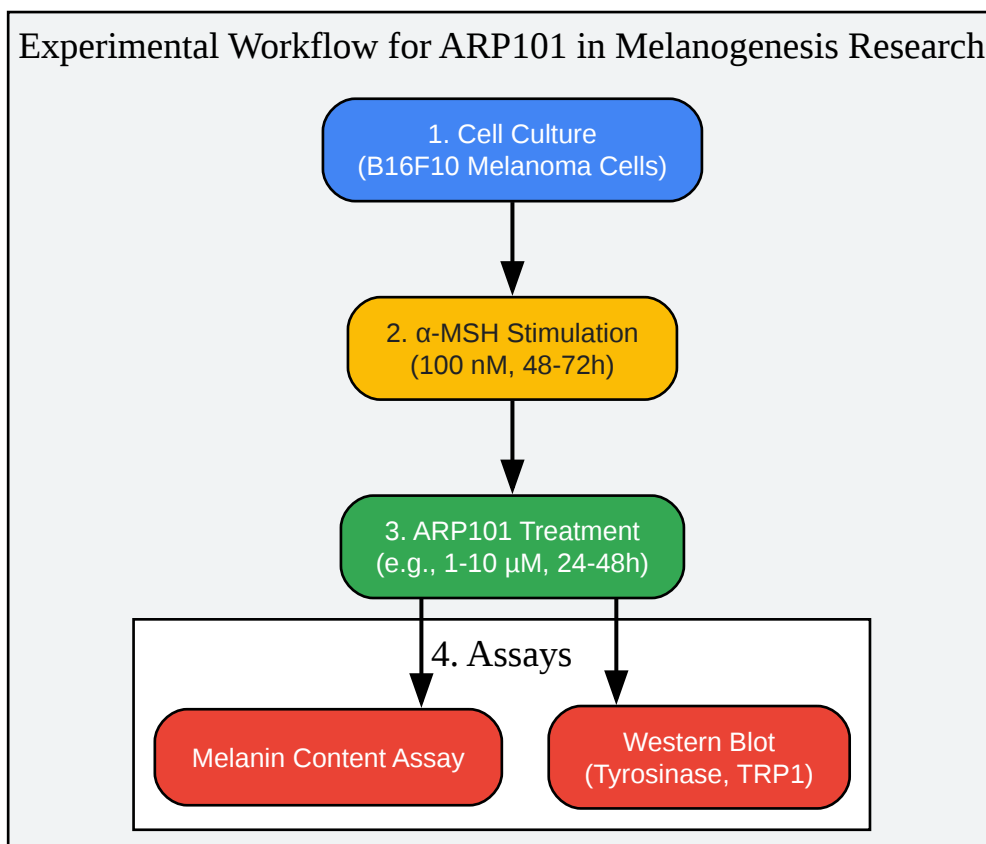 Experimental Workflow for ARP101 in Melanogenesis Research
1. Cell Culture
(B16F10 Melanoma Cells)
2. α-MSH Stimulation
(100 nM, 48-72h)
3. ARP101 Treatment
(e.g., 1-10 µM, 24-48h)
4. Assays
Melanin Content Assay
Western Blot
(Tyrosinase, TRP1)